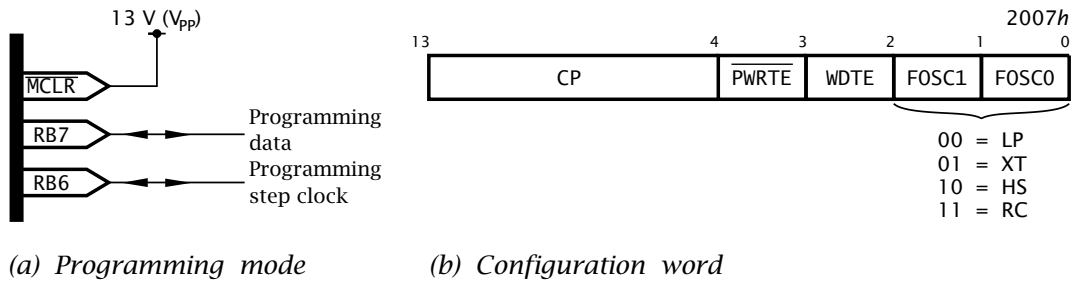 13 V (VPP)
MCLR
RB7
RB6
Programming
data
Programming
step clock
(a) Programming mode
2007h
13 4 3 2 1 0
CP PWRTE WDTE FOSC1 FOSC0
00 = LP
01 = XT
10 = HS
11 = RC
(b) Configuration word